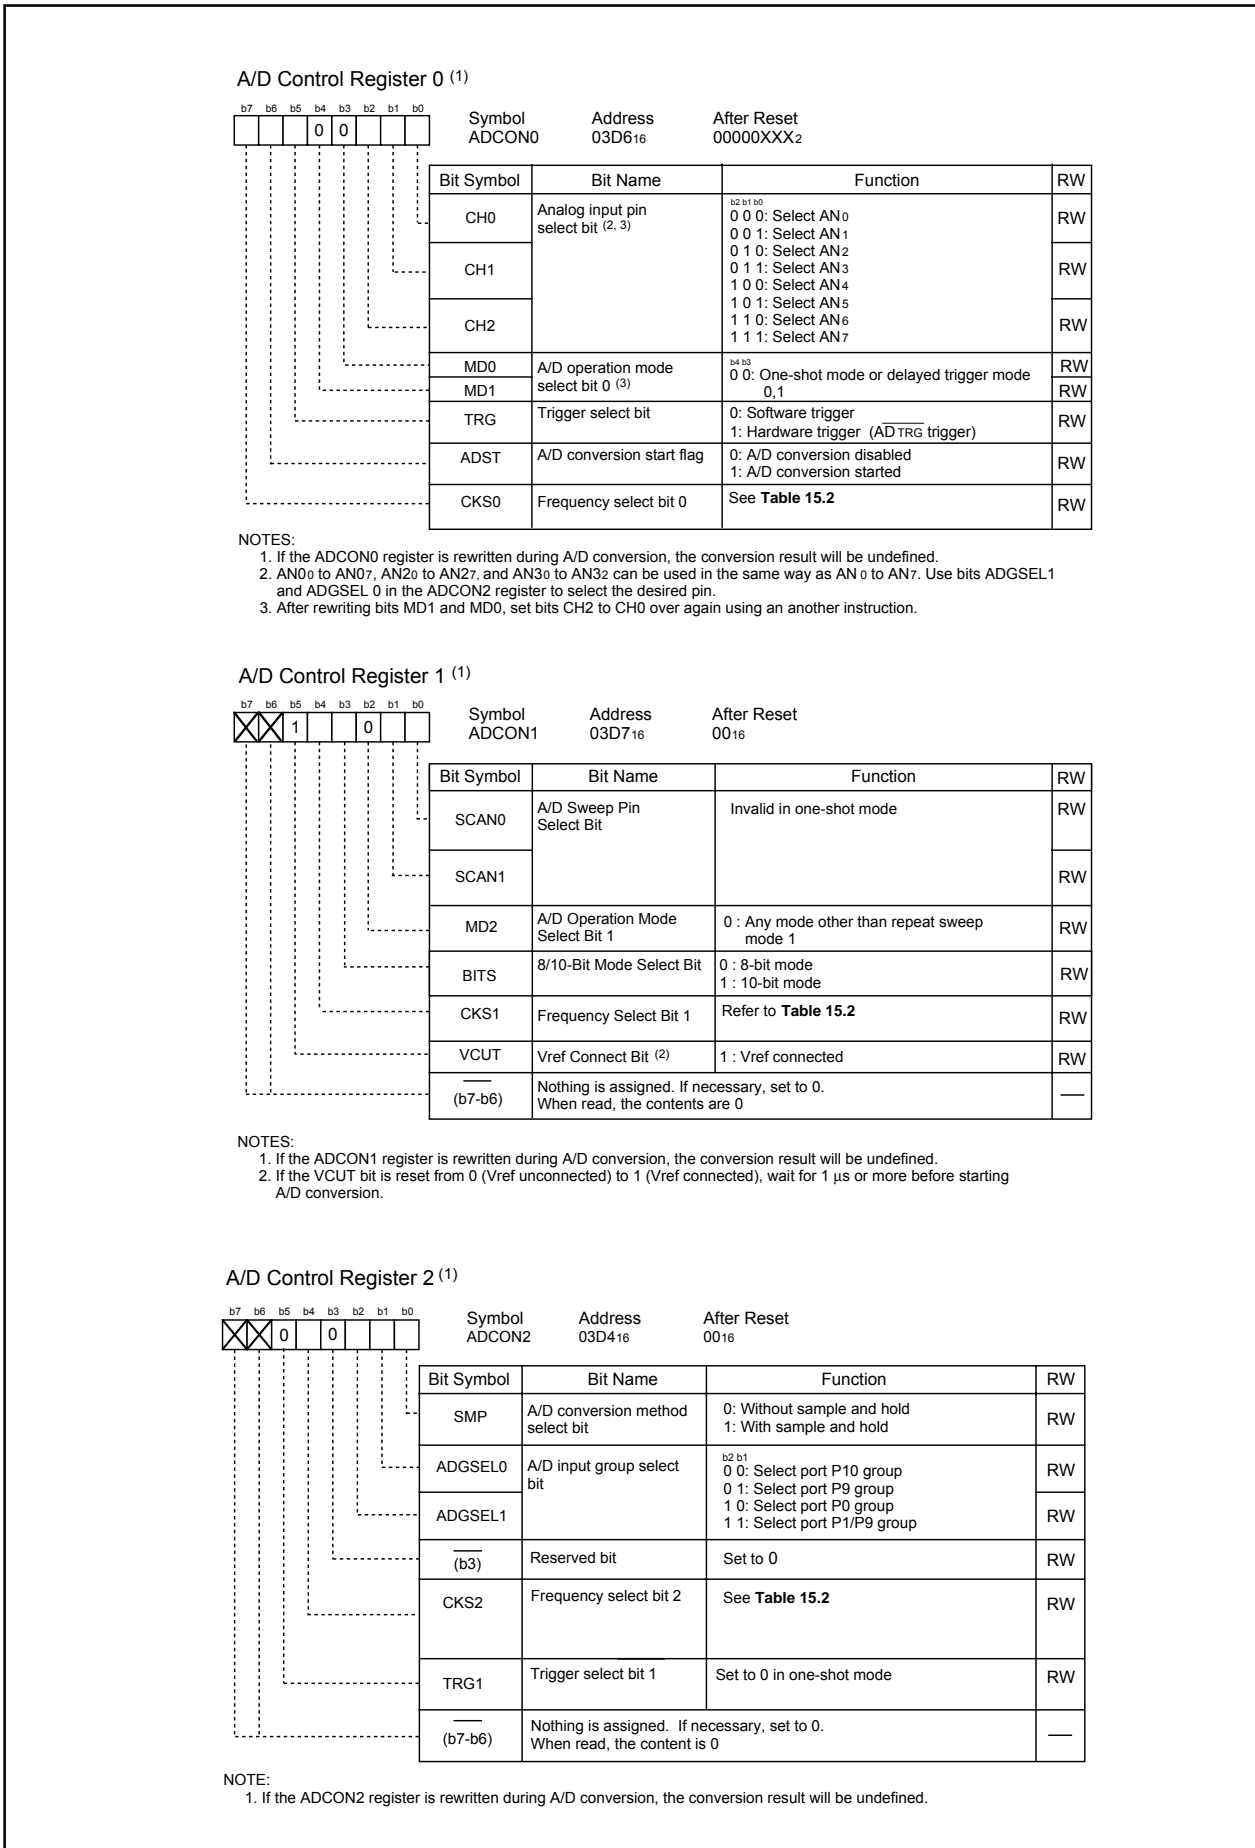 A/D Control Register 0 (1)
b7 b6 b5 b4 b3 b2 b1 b0
0 0
Symbol Address After Reset
ADCON0 03D616 00000XXX2
Bit Symbol Bit Name Function RW
CH0 Analog input pin select bit (2, 3) RW
b2 b1 b0
0 0 0: Select AN0
0 0 1: Select AN1
0 1 0: Select AN2
0 1 1: Select AN3
1 0 0: Select AN4
1 0 1: Select AN5
1 1 0: Select AN6
1 1 1: Select AN7
CH1 RW
CH2 RW
MD0 A/D operation mode RW
MD1 select bit 0 (3) RW
b4 b3
0 0: One-shot mode or delayed trigger mode
0,1
TRG Trigger select bit 0: Software trigger RW
1: Hardware trigger (ADTRG trigger)
ADST A/D conversion start flag 0: A/D conversion disabled RW
1: A/D conversion started
CKS0 Frequency select bit 0 See Table 15.2 RW
NOTES:
1. If the ADCON0 register is rewritten during A/D conversion, the conversion result will be undefined.
2. AN00 to AN07, AN20 to AN27, and AN30 to AN32 can be used in the same way as AN 0 to AN7. Use bits ADGSEL1
and ADGSEL 0 in the ADCON2 register to select the desired pin.
3. After rewriting bits MD1 and MD0, set bits CH2 to CH0 over again using an another instruction.
A/D Control Register 1 (1)
b7 b6 b5 b4 b3 b2 b1 b0
1 0
Symbol Address After Reset
ADCON1 03D716 0016
Bit Symbol Bit Name Function RW
SCAN0 A/D Sweep Pin Invalid in one-shot mode RW
Select Bit
SCAN1 RW
MD2 A/D Operation Mode 0 : Any mode other than repeat sweep RW
Select Bit 1 mode 1
BITS 8/10-Bit Mode Select Bit 0 : 8-bit mode RW
1 : 10-bit mode
CKS1 Frequency Select Bit 1 Refer to Table 15.2 RW
VCUT Vref Connect Bit (2) 1 : Vref connected RW
(b7-b6) Nothing is assigned. If necessary, set to 0.
When read, the contents are 0
NOTES:
1. If the ADCON1 register is rewritten during A/D conversion, the conversion result will be undefined.
2. If the VCUT bit is reset from 0 (Vref unconnected) to 1 (Vref connected), wait for 1 µs or more before starting
A/D conversion.
A/D Control Register 2 (1)
b7 b6 b5 b4 b3 b2 b1 b0
0 0
Symbol Address After Reset
ADCON2 03D416 0016
Bit Symbol Bit Name Function RW
SMP A/D conversion method 0: Without sample and hold RW
select bit 1: With sample and hold
ADGSEL0 A/D input group select RW
bit
b2 b1
0 0: Select port P10 group
0 1: Select port P9 group
1 0: Select port P0 group
1 1: Select port P1/P9 group
ADGSEL1 RW
(b3) Reserved bit Set to 0 RW
CKS2 Frequency select bit 2 See Table 15.2 RW
TRG1 Trigger select bit 1 Set to 0 in one-shot mode RW
(b7-b6) Nothing is assigned. If necessary, set to 0.
When read, the content is 0
NOTE:
1. If the ADCON2 register is rewritten during A/D conversion, the conversion result will be undefined.